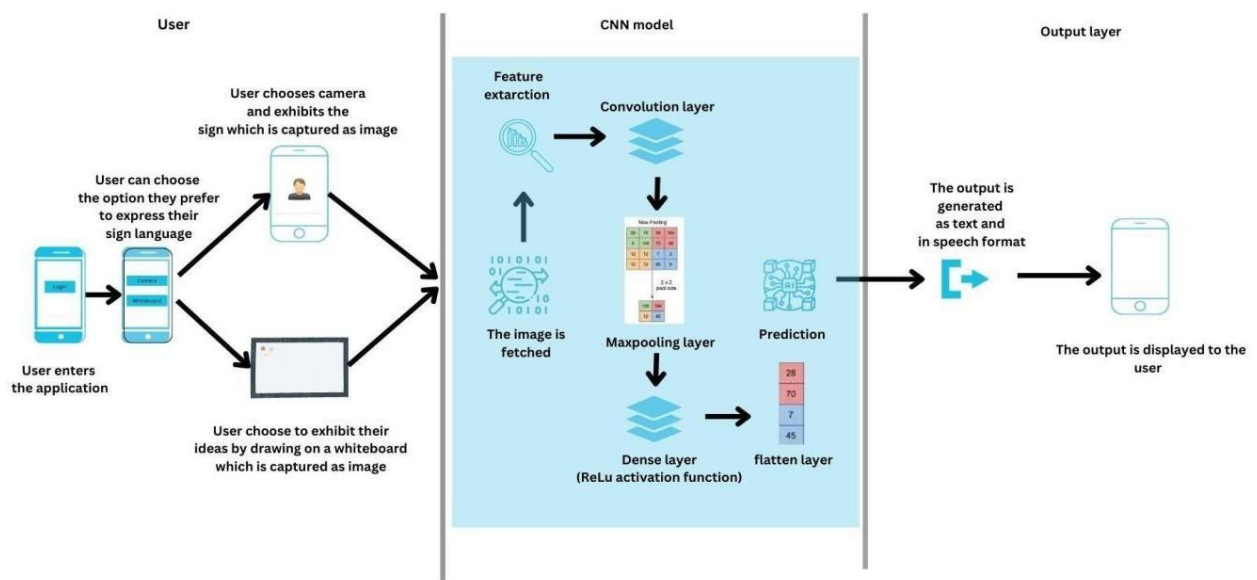 User
CNN model
Output layer
User chooses camera
and exhibits the
sign which is captured as image
User can choose
the option they prefer
to express their
sign language
Login
Camera
Whiteboard
User enters
the application
User choose to exhibit their
ideas by drawing on a whiteboard
which is captured as image
Feature
extarction
Convolution layer
1010101
01
10
010
The image is
fetched
Max Pooling
2 x 2
pool size
Maxpooling layer
Dense layer
(ReLu activation function)
AI
Prediction
28
70
7
45
flatten layer
The output is
generated
as text and
in speech format
The output is displayed to the
user